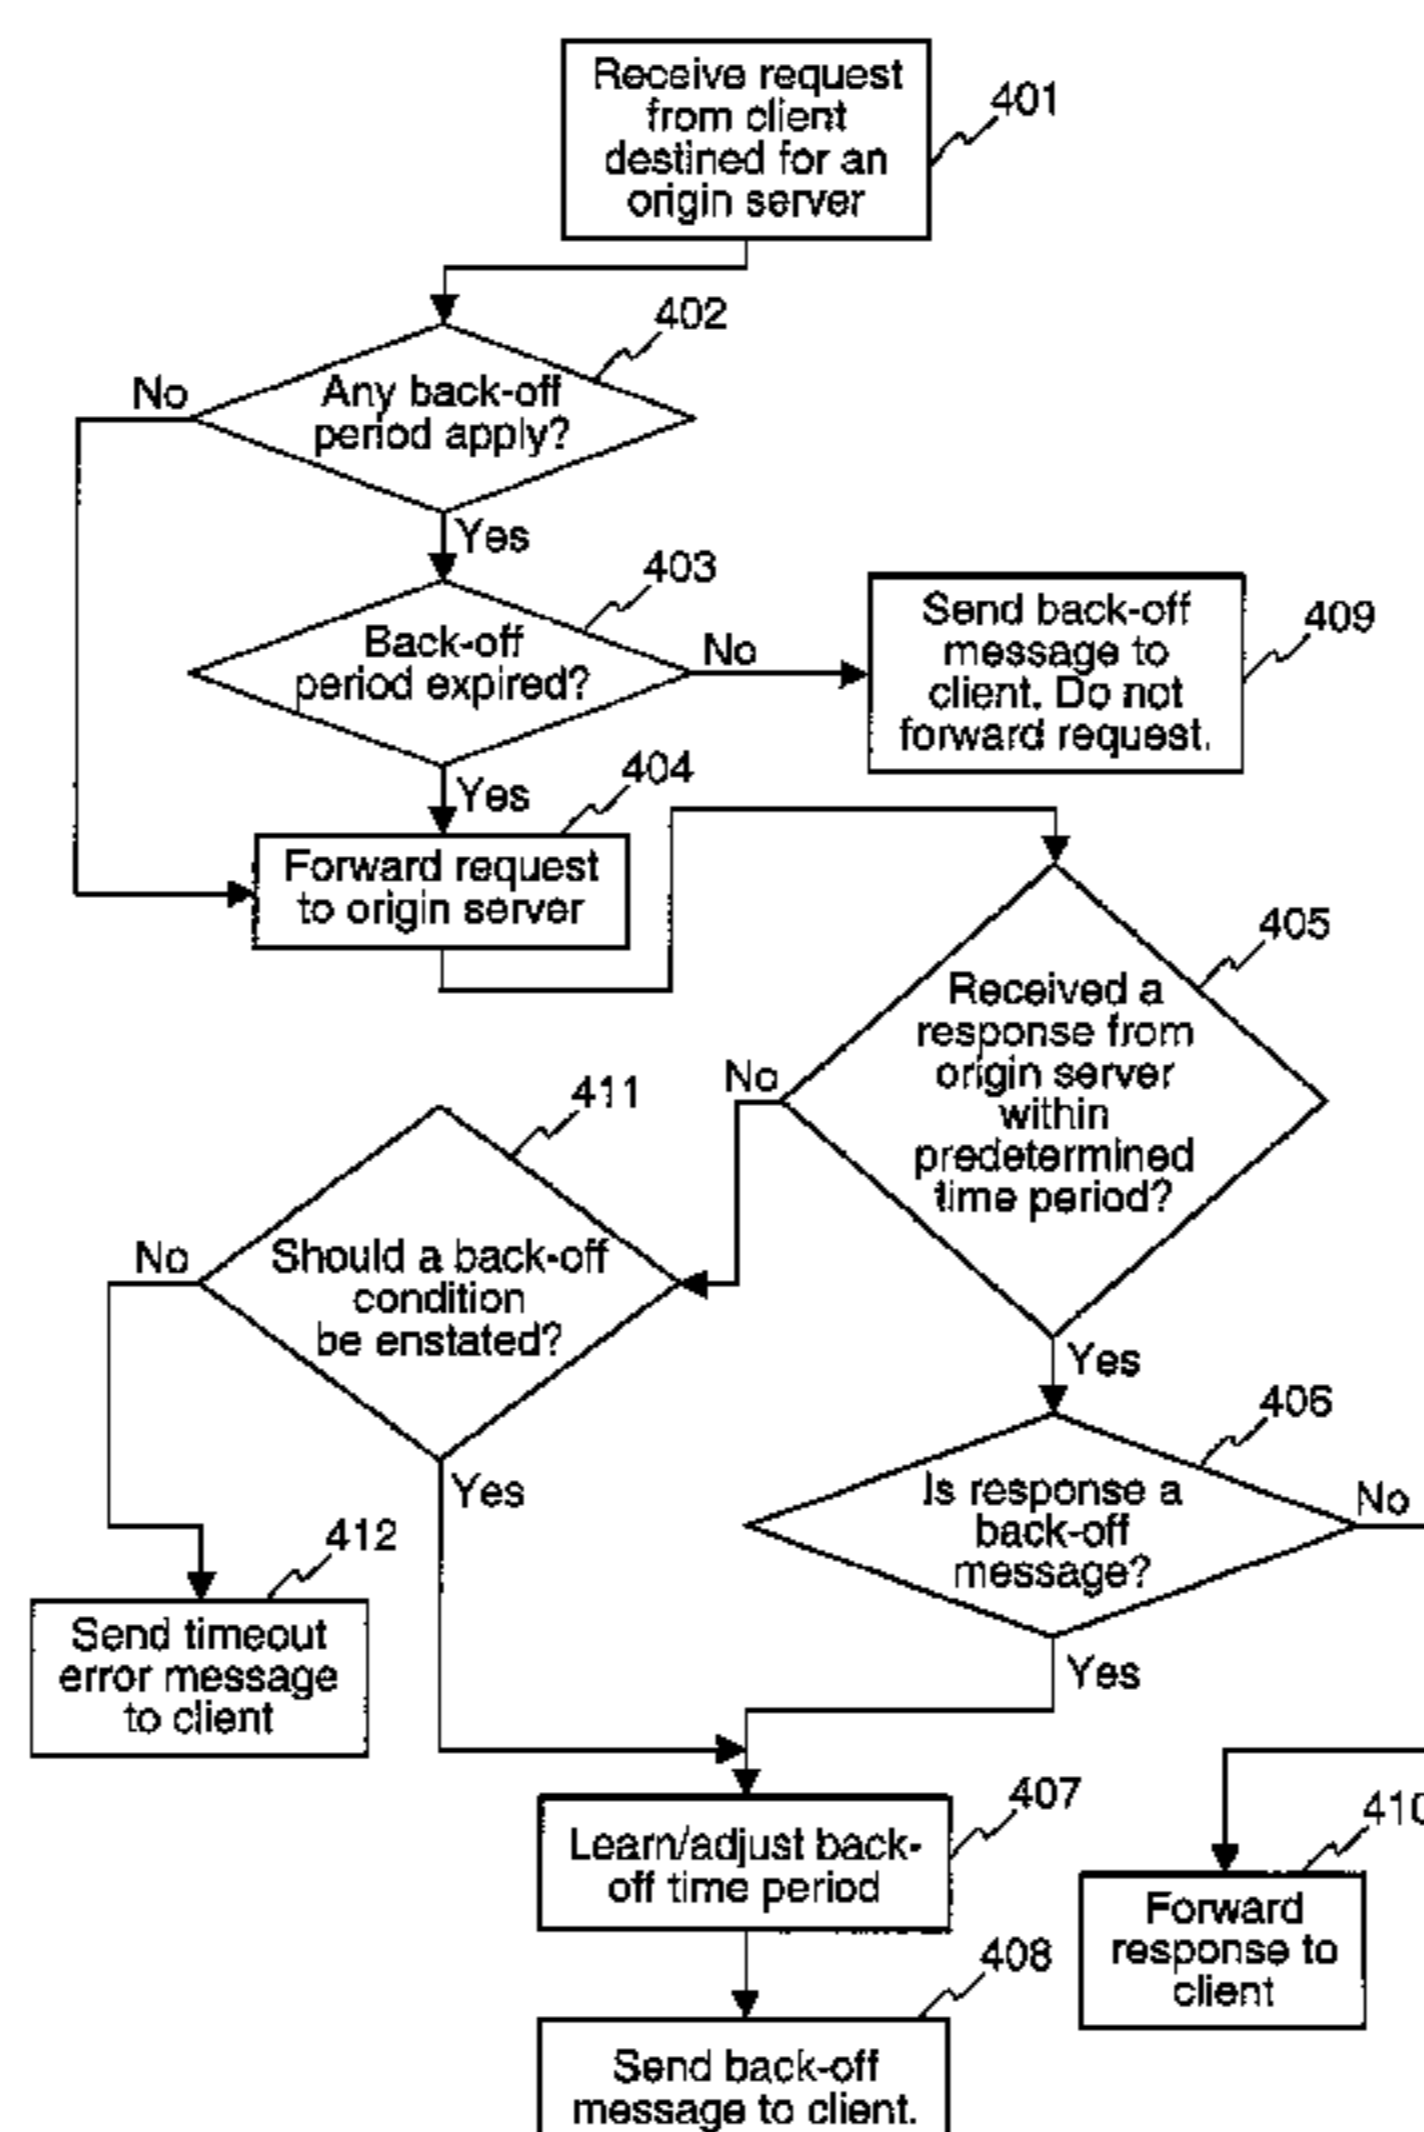 Receive request
from client
destined for an
origin server
401
402
Any back-off
period apply?
No
Yes
403
Back-off
period expired?
No
Yes
Send back-off
message to
client. Do not
forward request.
409
404
Forward request
to origin server
405
Received a
response from
origin server
within
predetermined
time period?
No
Yes
411
Should a back-off
condition
be enstated?
No
Yes
406
Is response a
back-off
message?
No
Yes
412
Send timeout
error message
to client
407
Learn/adjust back-
off time period
410
Forward
response to
client
408
Send back-off
message to client.